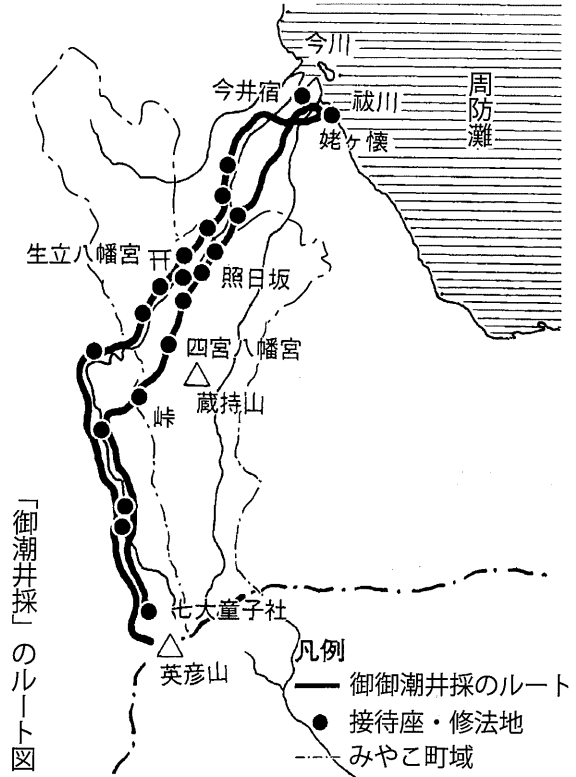 今川
今井宿
祓川
周防灘
姥ヶ懐
生立八幡宮
照日坂
四宮八幡宮
蔵持山
峠
七大童子社
英彦山
「御潮井採」のルート図
凡例
御御潮井採のルート
接待座・修法地
みやこ町域